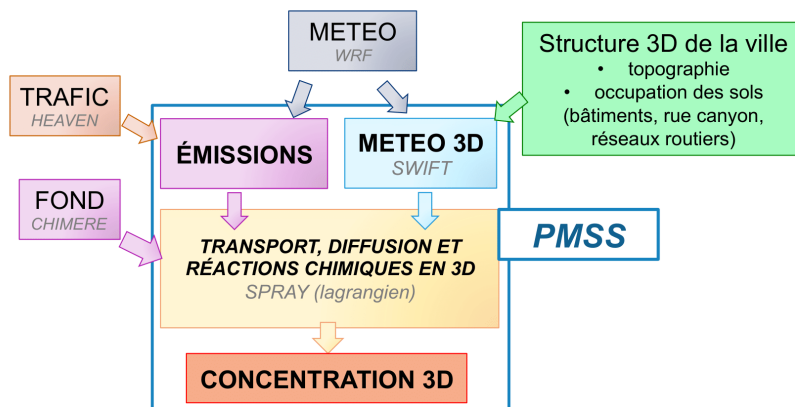 METEO
WRF
Structure 3D de la ville
• topographie
• occupation des sols
(bâtiments, rue canyon,
réseaux routiers)
TRAFIC
HEAVEN
ÉMISSIONS
METEO 3D
SWIFT
FOND
CHIMERE
PMSS
TRANSPORT, DIFFUSION ET
RÉACTIONS CHIMIQUES EN 3D
SPRAY (lagrangien)
CONCENTRATION 3D